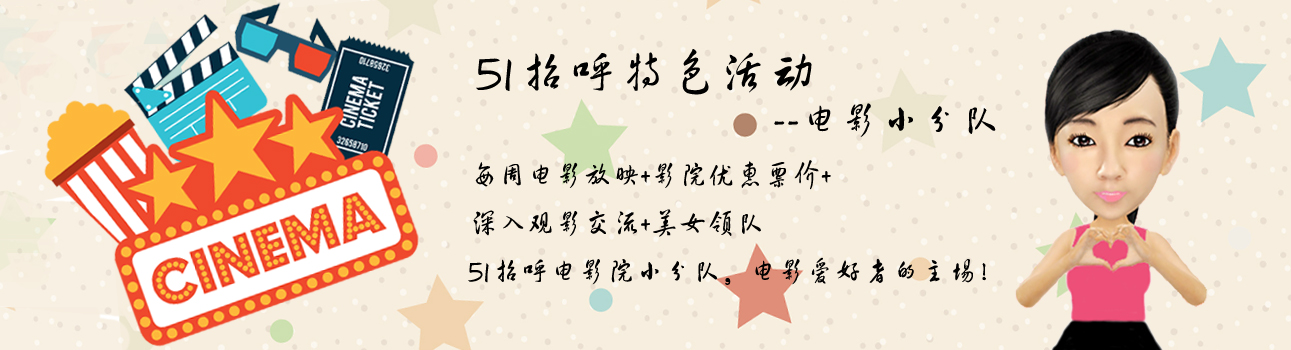 CINEMA
CINEMA TICKET
32658710
32658710
51招呼特色活动
--电影小分队
每周电影放映+影院优惠票价+
深入观影交流+美女领队
51招呼电影院小分队,电影爱好者的主场!